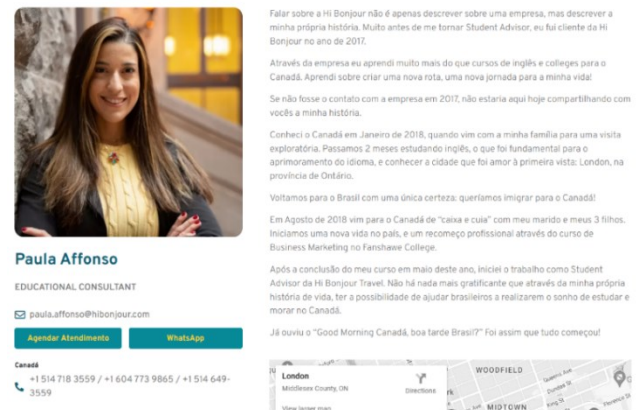 Paula Affonso
EDUCATIONAL CONSULTANT
paula.affonso@hibonjour.com
Agendar Atendimento
WhatsApp
Canadá
+1 514 718 3559 / +1 604 773 9865 / +1 514 649-
3559
Falar sobre a Hi Bonjour não é apenas descrever sobre uma empresa, mas descrever a
minha própria história. Muito antes de me tornar Student Advisor, eu fui cliente da Hi
Bonjour no ano de 2017.
Através da empresa eu aprendi muito mais do que cursos de inglês e colleges para o
Canadá. Aprendi sobre criar uma nova rota, uma nova jornada para a minha vida!
Se não fosse o contato com a empresa em 2017, não estaria aqui hoje compartilhando com
vocês a minha história.
Conheci o Canadá em Janeiro de 2018, quando vim com a minha família para uma visita
exploratória. Passamos 2 meses estudando inglês, o que foi fundamental para o
aprimoramento do idioma, e conhecer a cidade que foi amor à primeira vista: London, na
província de Ontário.
Voltamos para o Brasil com uma única certeza: queríamos imigrar para o Canadá!
Em Agosto de 2018 vim para o Canadá de "caixa e cuia" com meu marido e meus 3 filhos.
Iniciamos uma nova vida no país, e um recomeço profissional através do curso de
Business Marketing no Fanshawe College.
Após a conclusão do meu curso em maio deste ano, iniciei o trabalho como Student
Advisor da Hi Bonjour Travel. Não há nada mais gratificante que através da minha própria
história de vida, ter a possibilidade de ajudar brasileiros a realizarem o sonho de estudar e
morar no Canadá.
Já ouviu o "Good Morning Canadá, boa tarde Brasil?" Foi assim que tudo começou!
London
Middlesex County, ON
Directions
View larger map
WOODFIELD
MIDTOWN
Queens Ave
Dundas St
King St